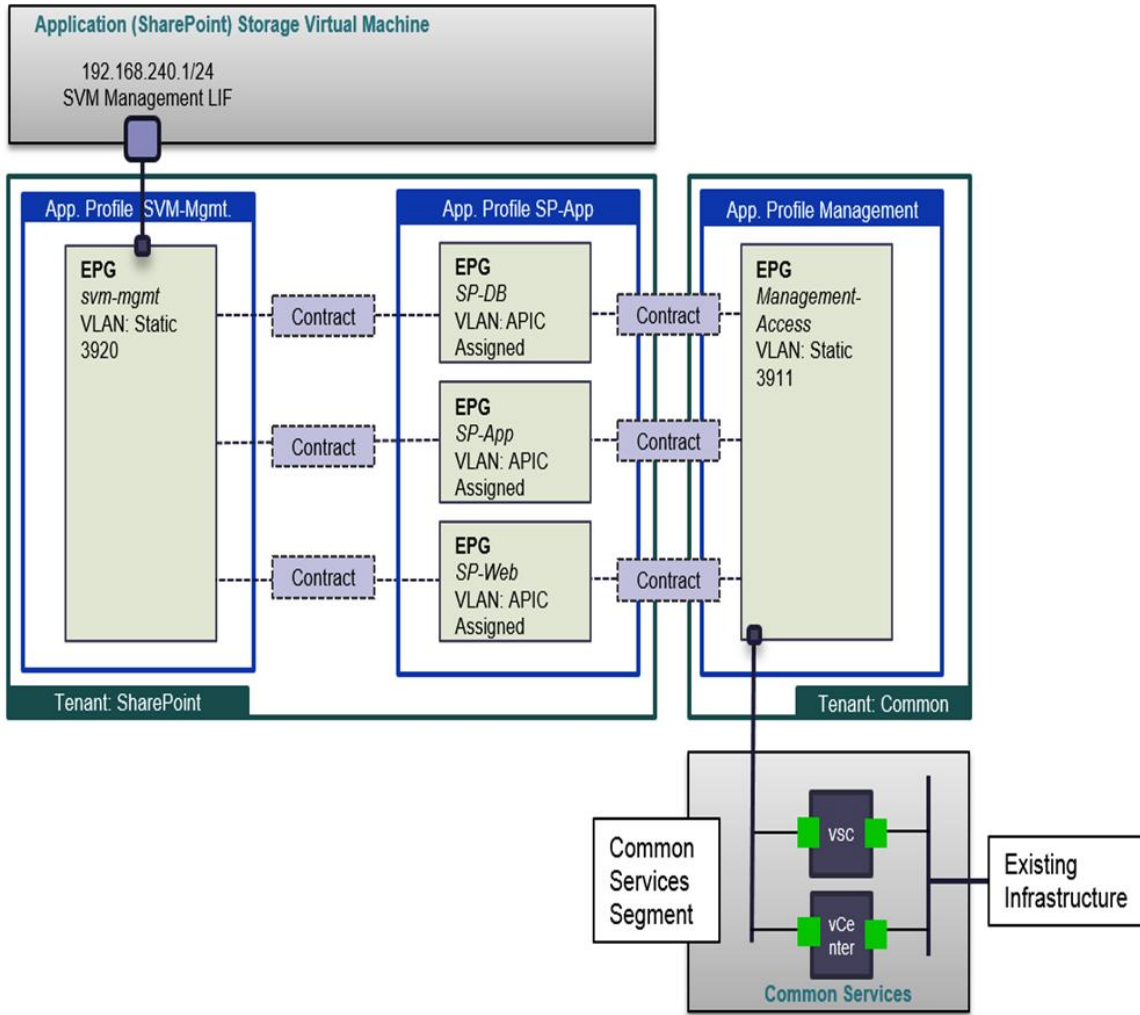 Application (SharePoint) Storage Virtual Machine
192.168.240.1/24
SVM Management LIF
App. Profile SVM-Mgmt.
EPG
svm-mgmt
VLAN: Static
3920
Contract
Contract
Contract
App. Profile SP-App
EPG
SP-DB
VLAN: APIC
Assigned
EPG
SP-App
VLAN: APIC
Assigned
EPG
SP-Web
VLAN: APIC
Assigned
Contract
Contract
Contract
App. Profile Management
EPG
Management-
Access
VLAN: Static
3911
Tenant: SharePoint
Tenant: Common
Common
Services
Segment
vsc
vCe
nter
Common Services
Existing
Infrastructure